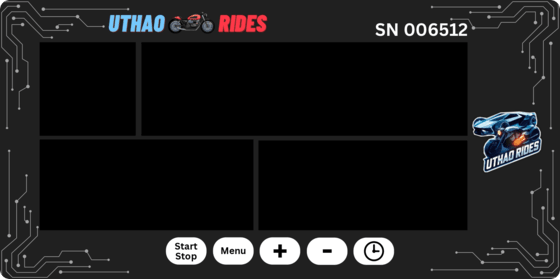 UTHAO RIDES
SN 006512
UTHAO RIDES
Start
Stop
Menu
+
-